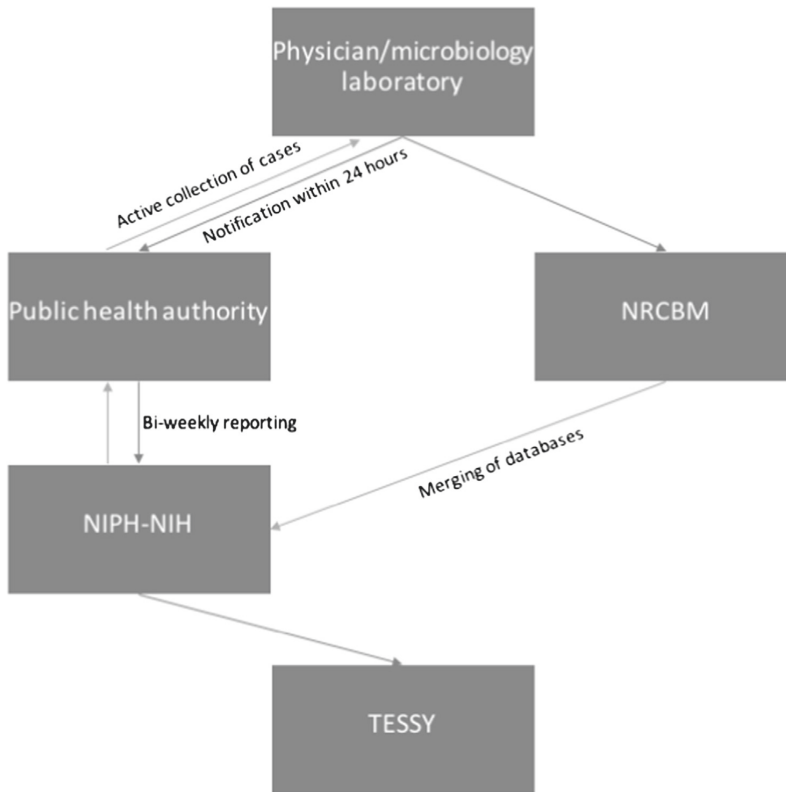 Physician/microbiology
laboratory
Active collection of cases
Notification within 24 hours
Public health authority
NRCBM
Bi-weekly reporting
Merging of databases
NIPH-NIH
TESSY